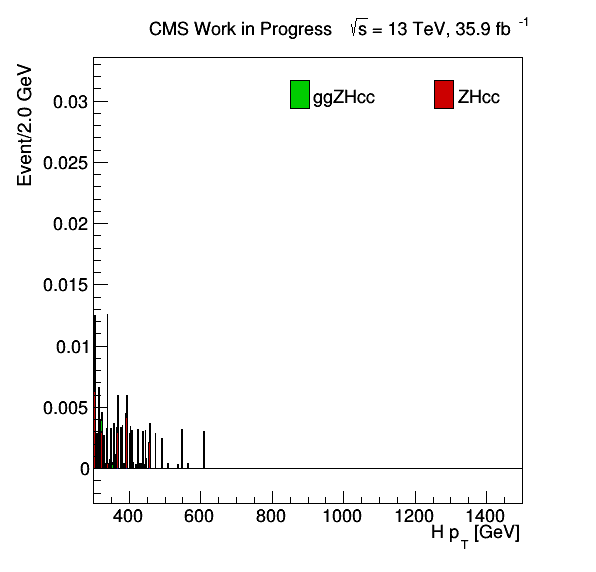 CMS Work in Progress √s = 13 TeV, 35.9 fb -1
Event/2.0 GeV
ggZHcc ZHcc
0.03
0.025
0.02
0.015
0.01
0.005
0
400 600 800 1000 1200 1400
H pT [GeV]